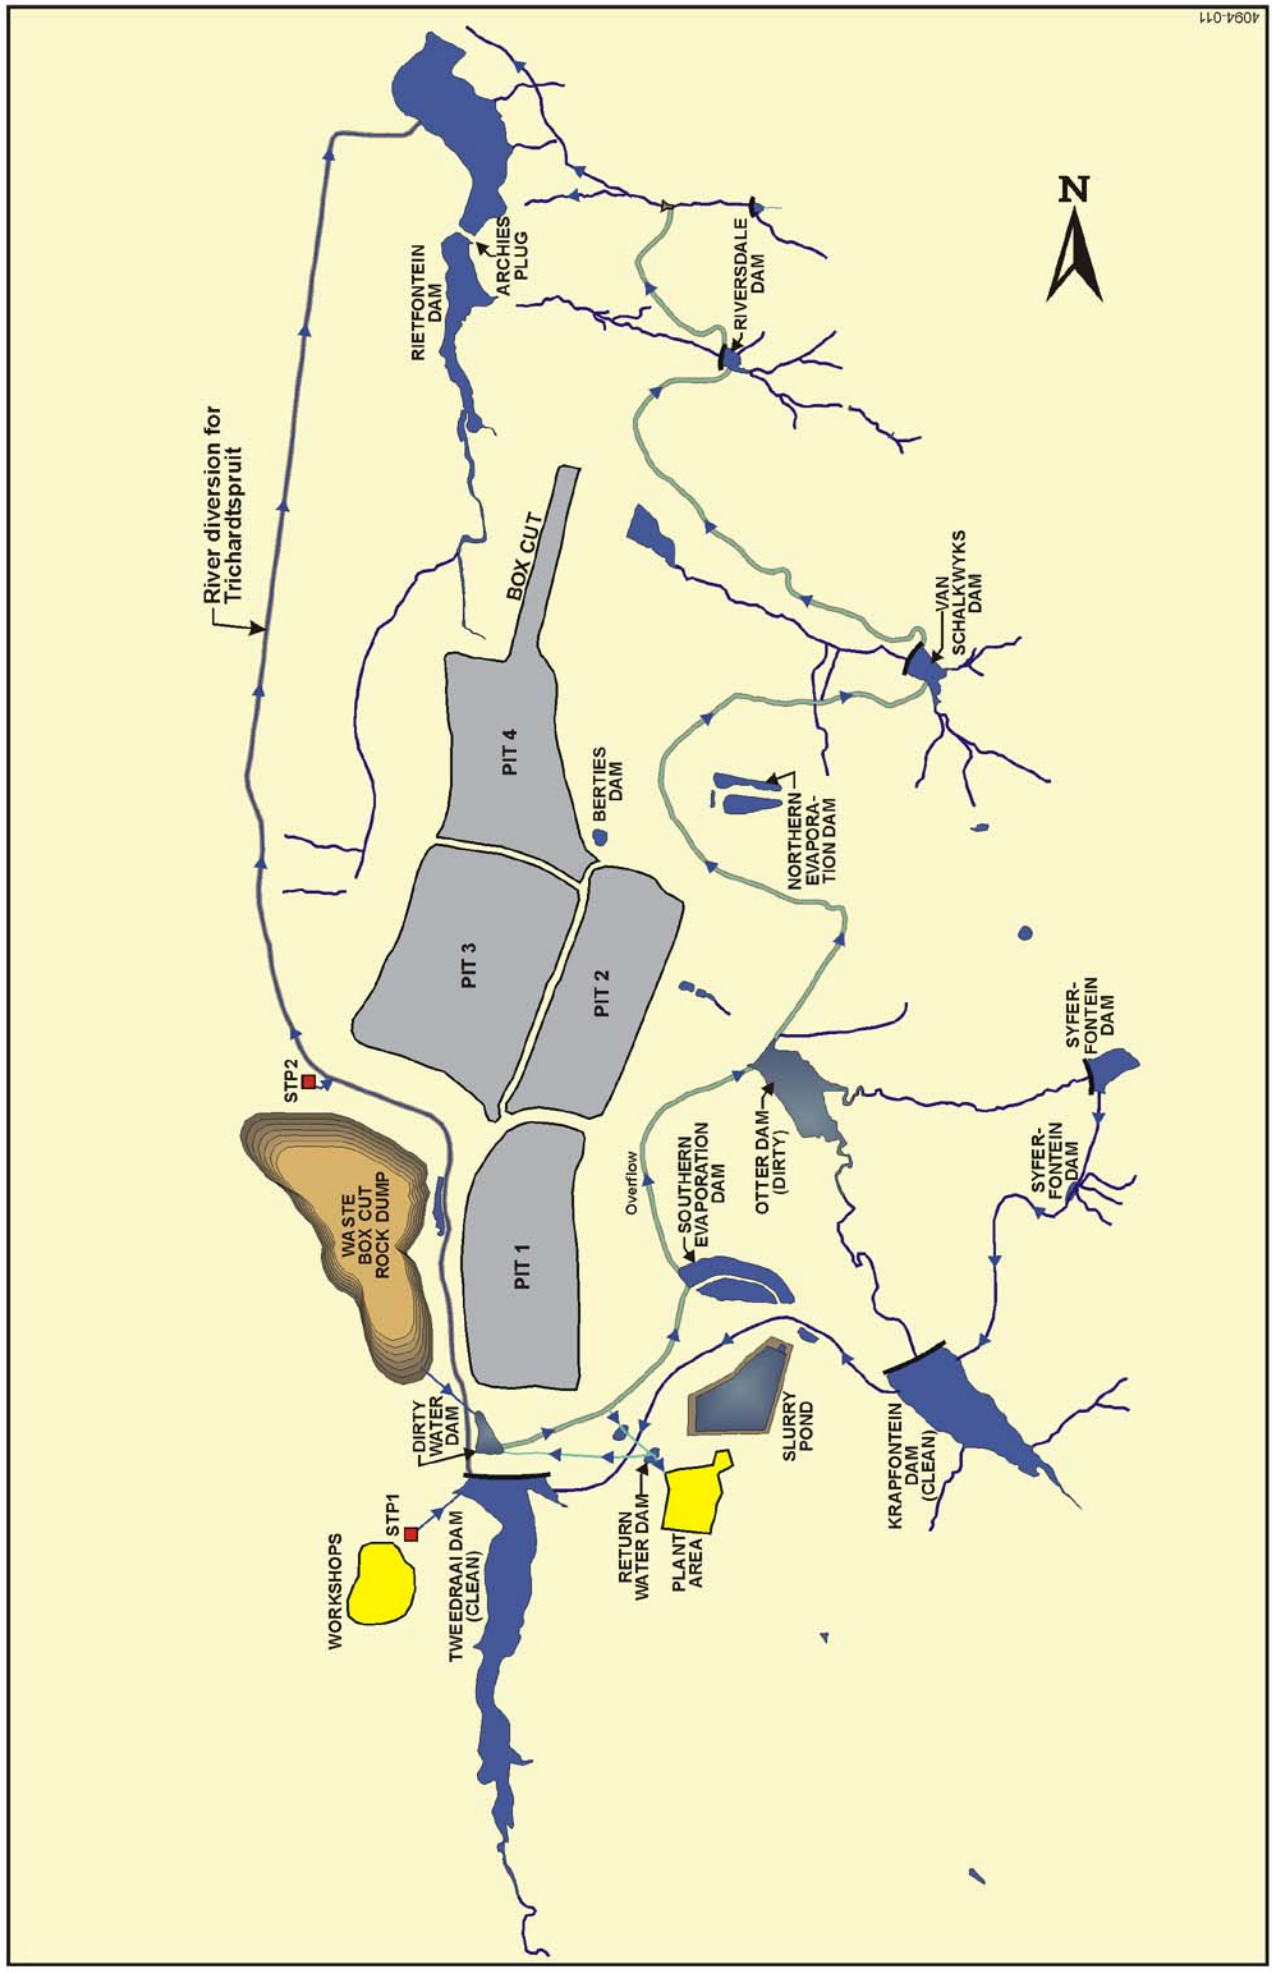 4094-011
N
River diversion for
Trichardtspruit
RIETFONTEIN
DAM
ARCHIES
PLUG
RIVERSDALE
DAM
BOX CUT
VAN
SCHALKWYKS
DAM
PIT 4
BERTIES
DAM
NORTHERN
EVAPORA-
TION DAM
PIT 3
PIT 2
SYFER-
FONTEIN
DAM
STP2
WASTE
BOX CUT
ROCK DUMP
PIT 1
Overflow
SOUTHERN
EVAPORATION
DAM
OTTER DAM
(DIRTY)
SYFER-
FONTEIN
DAM
DIRTY
WATER
DAM
SLURRY
POND
KRAPFONTEIN
DAM
(CLEAN)
STP1
WORKSHOPS
TWEEDRAAI DAM
(CLEAN)
RETURN
WATER DAM
PLANT
AREA